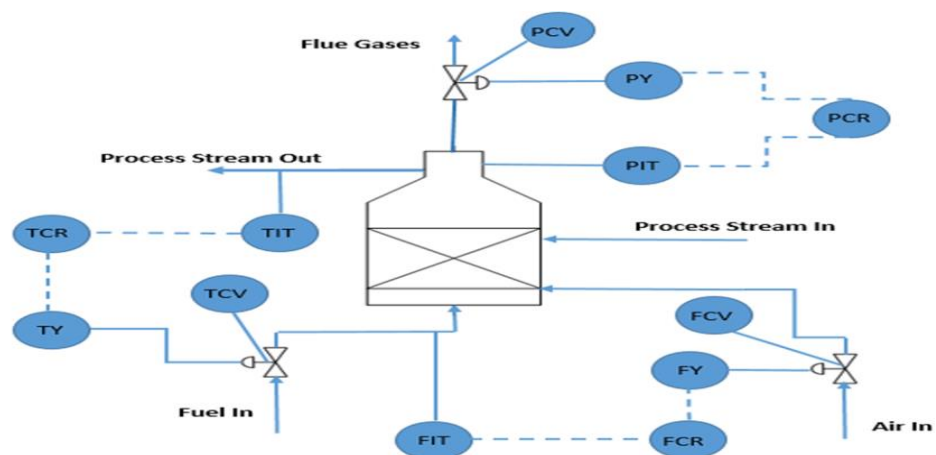 PCV
Flue Gases
PY
PCR
Process Stream Out
PIT
TCR
TIT
Process Stream In
TCV
FCV
TY
FY
Fuel In
Air In
FIT
FCR